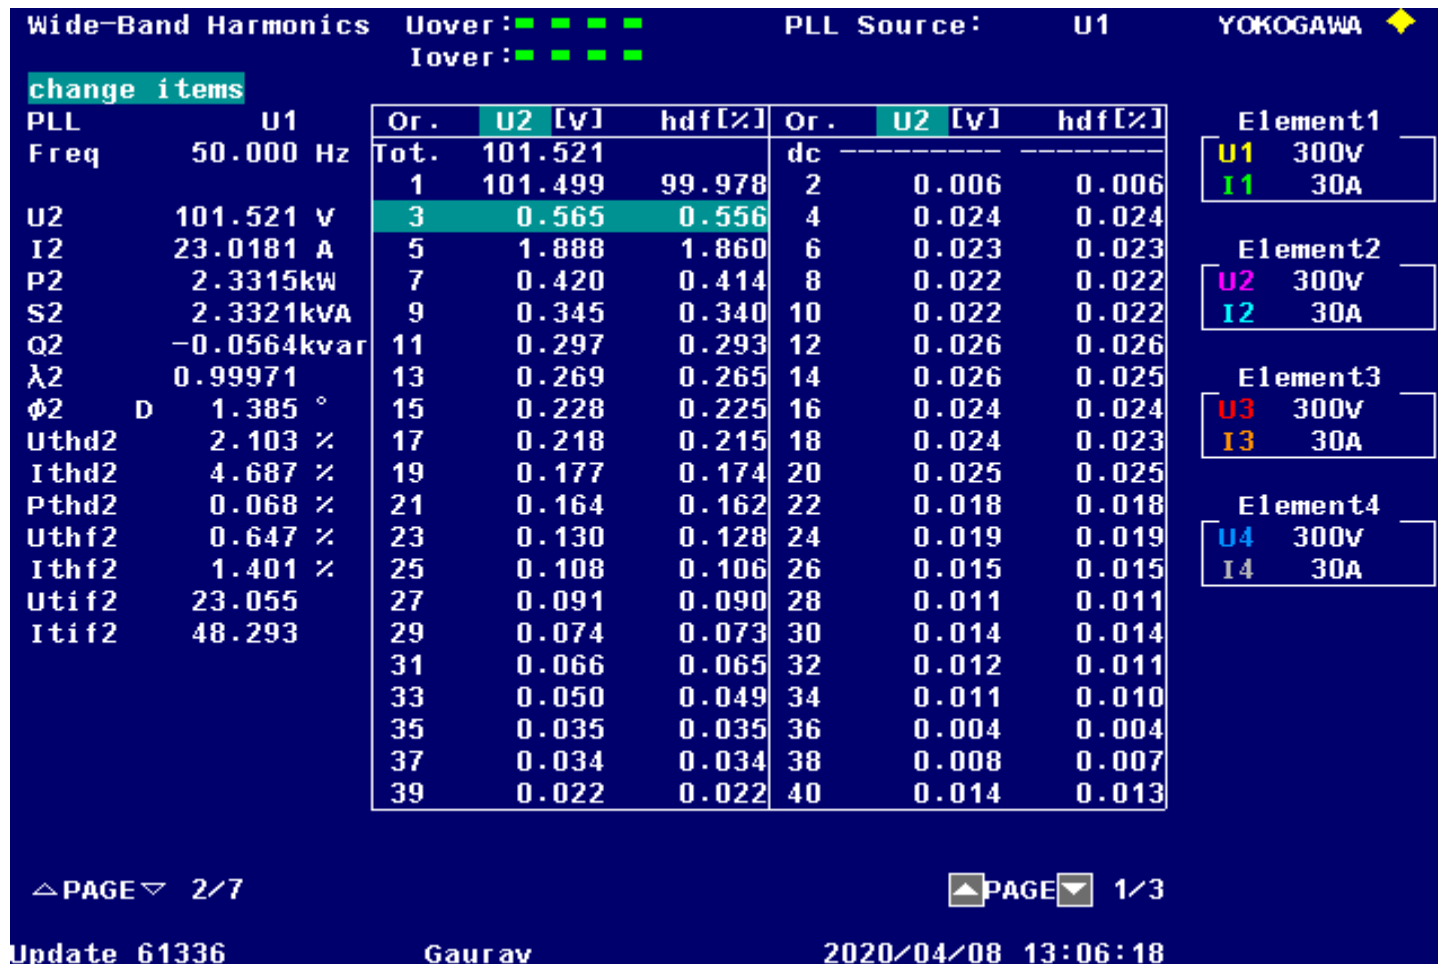 Wide-Band Harmonics Uover: PLL Source: U1 YOKOGAWA
Iover:
change items
PLL U1 Or. U2 [V] hdf[%] Or. U2 [V] hdf[%] Element1
Freq 50.000 Hz Tot. 101.521 dc -------- -------- U1 300V
1 101.499 99.978 2 0.006 0.006 I1 30A
U2 101.521 V 3 0.565 0.556 4 0.024 0.024
I2 23.0181 A 5 1.888 1.860 6 0.023 0.023 Element2
P2 2.3315kW 7 0.420 0.414 8 0.022 0.022 U2 300V
S2 2.3321kVA 9 0.345 0.340 10 0.022 0.022 I2 30A
Q2 -0.0564kvar 11 0.297 0.293 12 0.026 0.026
λ2 0.99971 13 0.269 0.265 14 0.026 0.025 Element3
Φ2 D 1.385 ° 15 0.228 0.225 16 0.024 0.024 U3 300V
Uthd2 2.103 % 17 0.218 0.215 18 0.024 0.023 I3 30A
Ithd2 4.687 % 19 0.177 0.174 20 0.025 0.025
Pthd2 0.068 % 21 0.164 0.162 22 0.018 0.018 Element4
Uthf2 0.647 % 23 0.130 0.128 24 0.019 0.019 U4 300V
Ithf2 1.401 % 25 0.108 0.106 26 0.015 0.015 I4 30A
Utif2 23.055 27 0.091 0.090 28 0.011 0.011
Itif2 48.293 29 0.074 0.073 30 0.014 0.014
31 0.066 0.065 32 0.012 0.011
33 0.050 0.049 34 0.011 0.010
35 0.035 0.035 36 0.004 0.004
37 0.034 0.034 38 0.008 0.007
39 0.022 0.022 40 0.014 0.013
△PAGE▽ 2/7 ▲PAGE▼ 1/3
Update 61336 Gaurav 2020/04/08 13:06:18